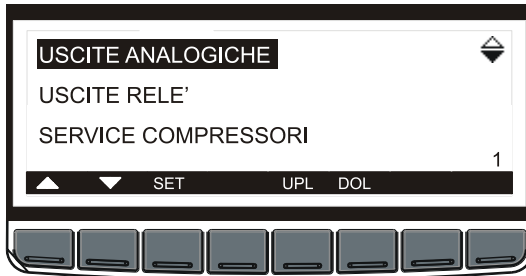 USCITE ANALOGICHE
USCITE RELE’
SERVICE COMPRESSORI
1
SET UPL DOL